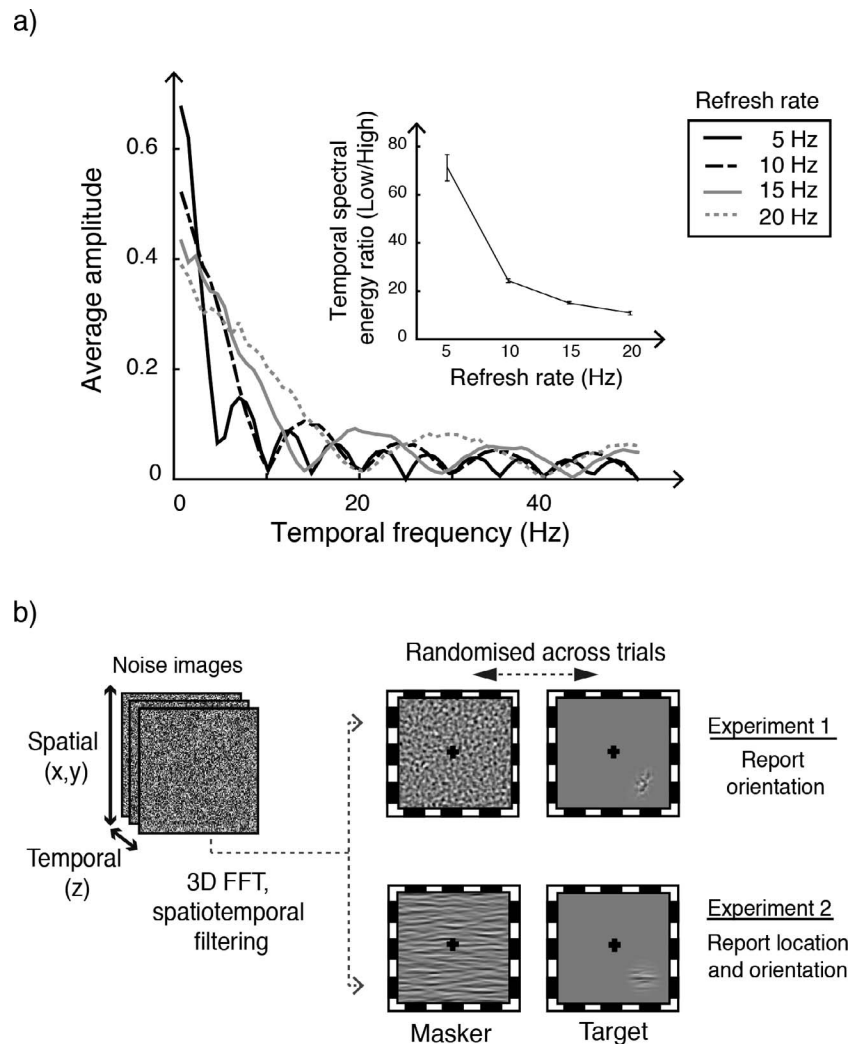 a)
Average amplitude
0.6
0.4
0.2
0
0
20
40
Temporal frequency (Hz)
Temporal spectral
energy ratio (Low/High)
80
60
40
20
0
5
10
15
20
Refresh rate (Hz)
Refresh rate
5 Hz
10 Hz
15 Hz
20 Hz
b)
Noise images
Spatial
(x,y)
Temporal
(z)
3D FFT,
spatiotemporal
filtering
Randomised across trials
Experiment 1
Report
orientation
Experiment 2
Report location
and orientation
Masker
Target